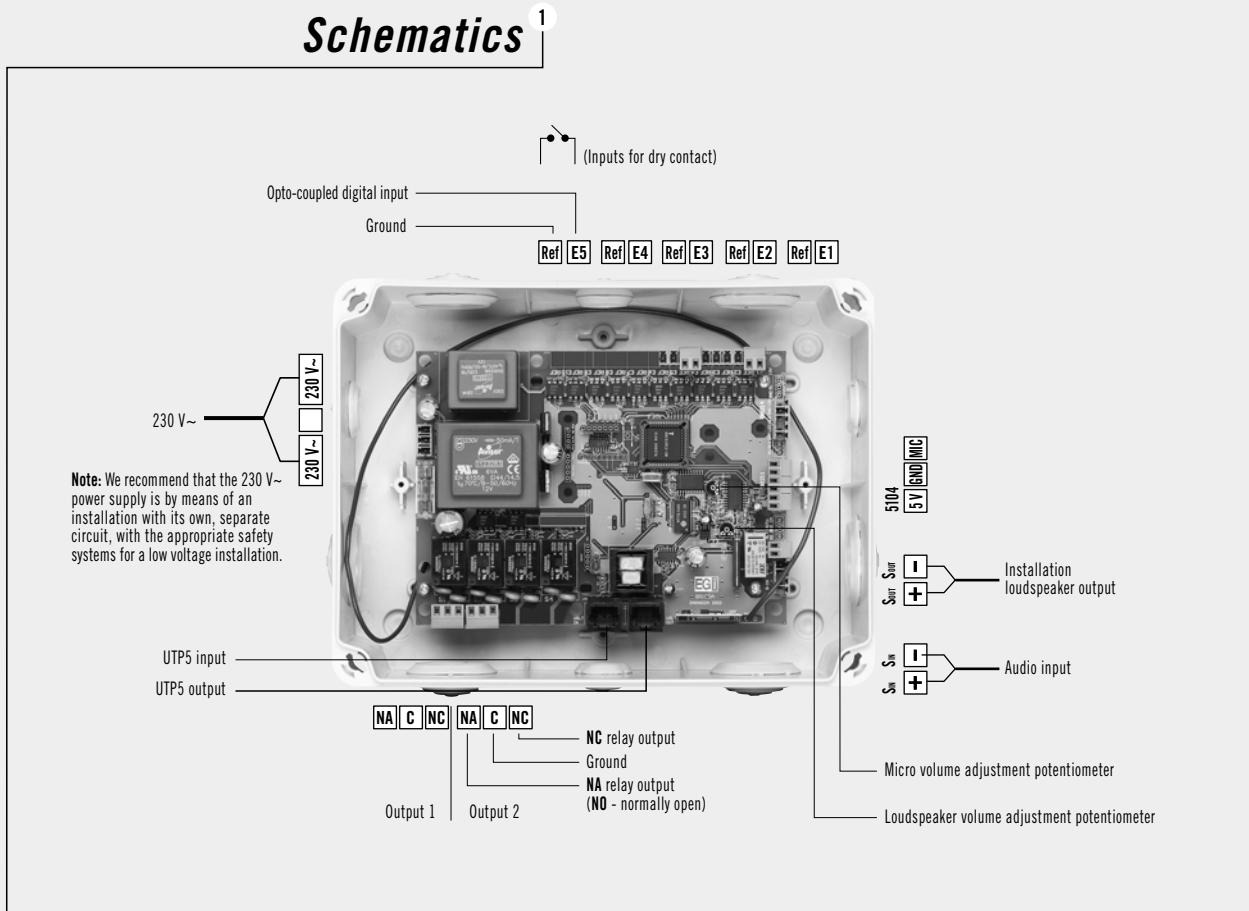 Schematics 1
(Inputs for dry contact)
Opto-coupled digital input
Ground
Ref E5 Ref E4 Ref E3 Ref E2 Ref E1
230 V~
230 V~
230 V~
Note: We recommend that the 230 V~
power supply is by means of an
installation with its own, separate
circuit, with the appropriate safety
systems for a low voltage installation.
5104
5 V GND MIC
SOUT -
SOUT +
Installation
loudspeaker output
SIN -
SIN +
Audio input
EGi
UTP5 input
UTP5 output
NA C NC NA C NC
NC relay output
Ground
NA relay output
(NO - normally open)
Output 1 Output 2
Micro volume adjustment potentiometer
Loudspeaker volume adjustment potentiometer